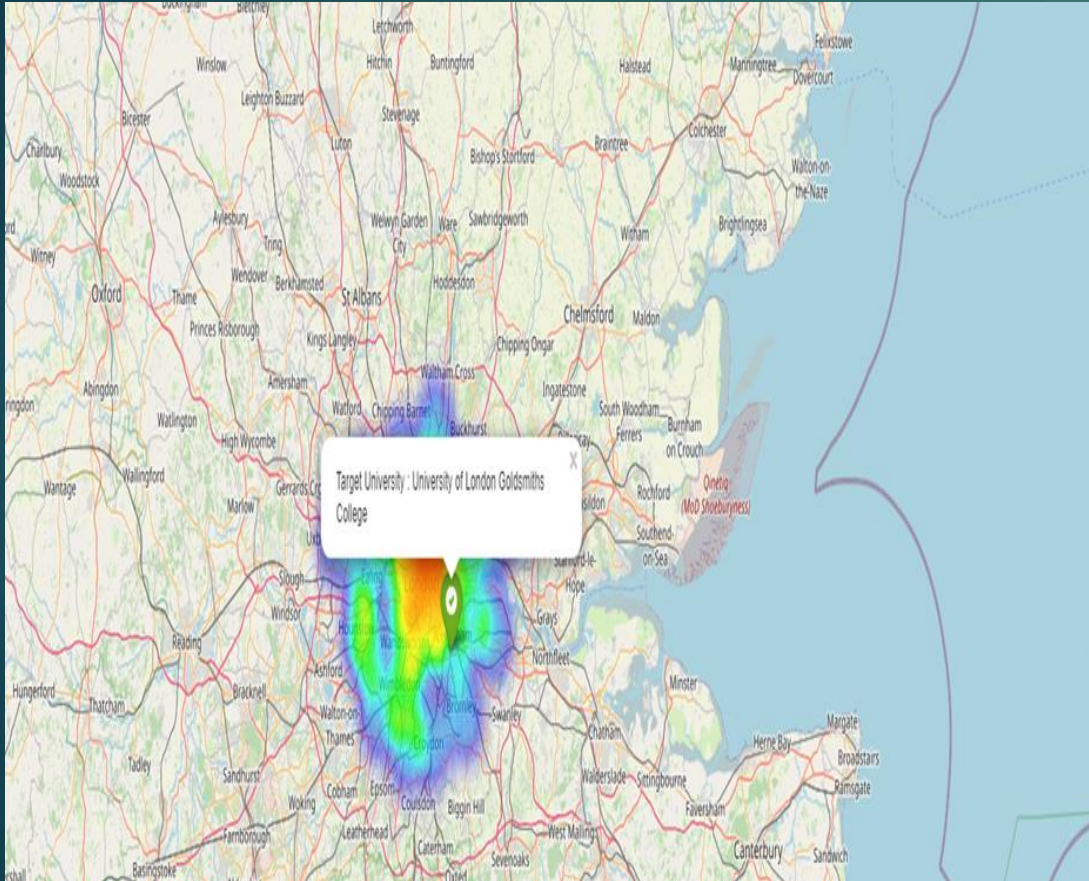 Letchworth
Felixstowe
Hitchin
Buntingford
Halstead
Manningtree
Dovercourt
Winslow
Leighton Buzzard
Stevenage
Bicester
Luton
Colchester
Braintree
Bishop's Stortford
Charlbury
Walton-on-
the-Naze
Woodstock
Aylesbury
Welwyn Garden
City
Ware
Sawbridgeworth
Brightlingsea
Witham
Tring
Witney
Wendover
Berkhamsted
Hoddesdon
Oxford
Thame
St Albans
Chelmsford
Maldon
Princes Risborough
Kings Langley
Chipping Ongar
Waltham Cross
Amersham
Ingatestone
Abingdon
Watford
Chipping Barnet
South Woodham
Ferrers
Burnham
on Crouch
Watlington
High Wycombe
Buckhurst
Target University : University of London Goldsmiths
College
Wallingford
Wantage
Gerrards
Marlow
Rochford
Qinetiq
(MoD Shoeburyness)
Southend-
on-Sea
Stanford-le-
Hope
Slough
Ealing
Windsor
Grays
Reading
Ashford
Northfleet
Wimbledon
Hungerford
Thatcham
Bracknell
Minster
Walton-on-
Thames
Bromley
Swanley
Croydon
Chatham
Margate
Herne Bay
Broadstairs
Ramsgate
Tadley
Sandhurst
Walderslade
Sittingbourne
Faversham
Woking
Cobham
Epsom
Coulsdon
Biggin Hill
Farnborough
Leatherhead
West Malling
Caterham
Sevenoaks
Canterbury
Sandwich
Basingstoke
Oxted